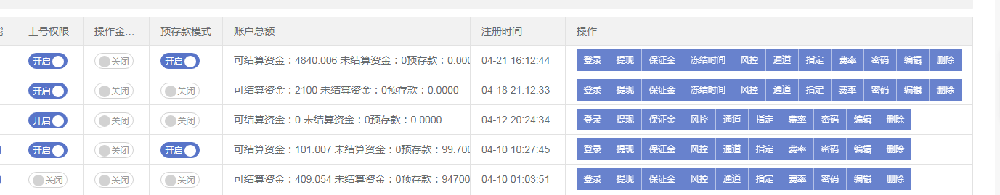 上号权限 操作金... 预存款模式 账户总额 注册时间 操作
开启 关闭 开启 可结算资金：4840.006 未结算资金：0预存款：0.000 04-21 16:12:44 登录 提现 保证金 冻结时间 风控 通道 指定 费率 密码 编辑 删除
开启 关闭 关闭 可结算资金：2100 未结算资金：0预存款：0.0000 04-18 21:12:33 登录 提现 保证金 冻结时间 风控 通道 指定 费率 密码 编辑 删除
开启 关闭 关闭 可结算资金：0 未结算资金：0预存款：0.0000 04-12 20:24:34 登录 提现 保证金 风控 通道 指定 费率 密码 编辑 删除
开启 关闭 开启 可结算资金：101.007 未结算资金：0预存款：99.700 04-10 10:27:45 登录 提现 保证金 风控 通道 指定 费率 密码 编辑 删除
关闭 关闭 关闭 可结算资金：409.054 未结算资金：0预存款：94700 04-10 01:03:51 登录 提现 保证金 风控 通道 指定 费率 密码 编辑 删除